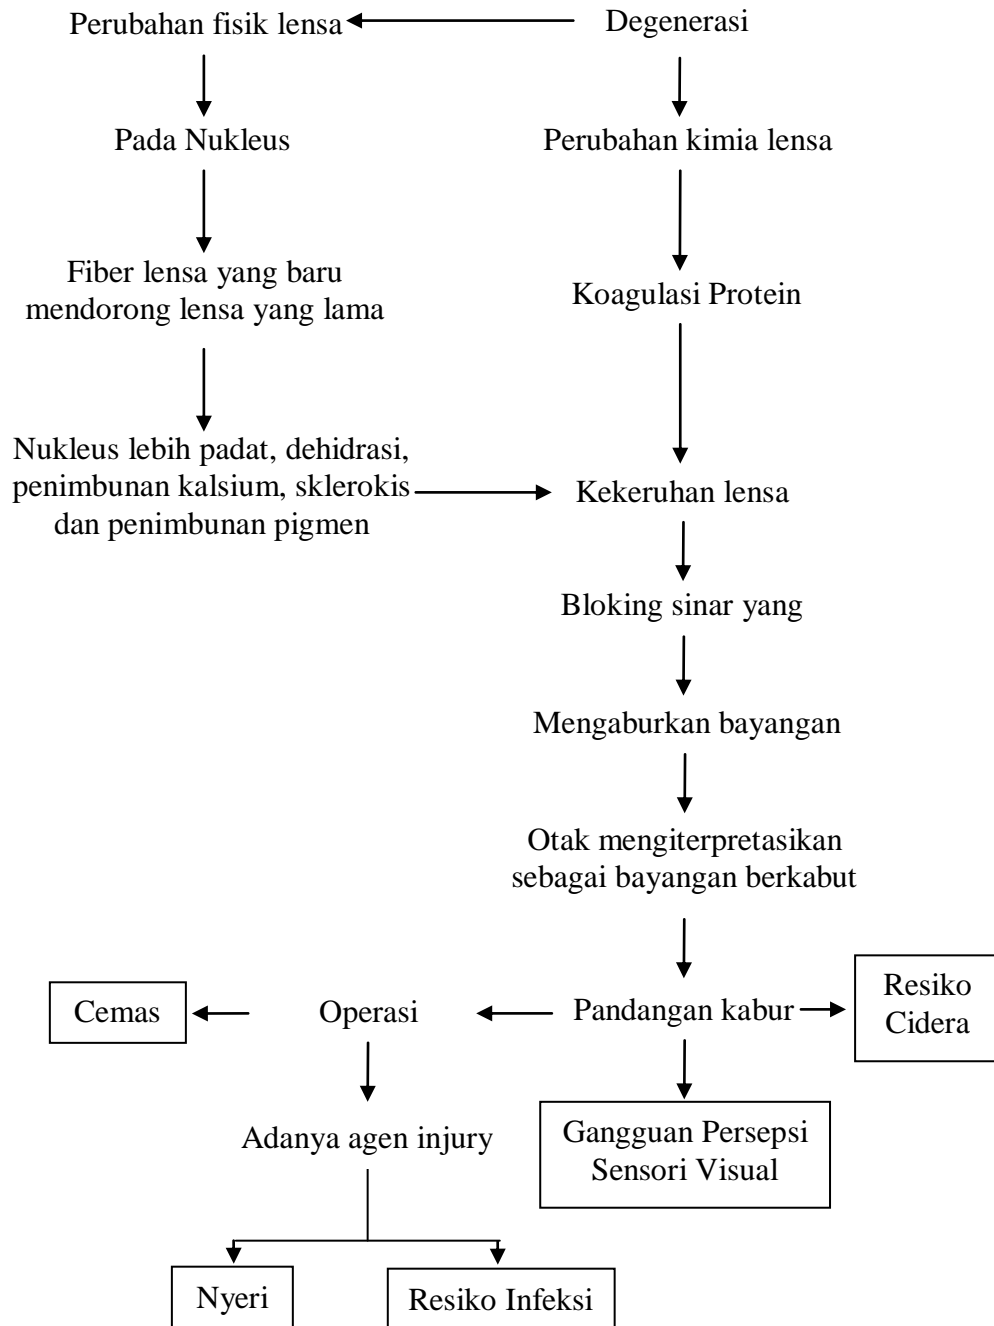 Perubahan fisik lensa
Degenerasi
Pada Nukleus
Perubahan kimia lensa
Fiber lensa yang baru
mendorong lensa yang lama
Koagulasi Protein
Nukleus lebih padat, dehidrasi,
penimbunan kalsium, sklerokis
dan penimbunan pigmen
Kekeruhan lensa
Bloking sinar yang
Mengaburkan bayangan
Otak mengiterpretasikan
sebagai bayangan berkabut
Cemas
Operasi
Pandangan kabur
Resiko
Cidera
Adanya agen injury
Gangguan Persepsi
Sensori Visual
Nyeri
Resiko Infeksi